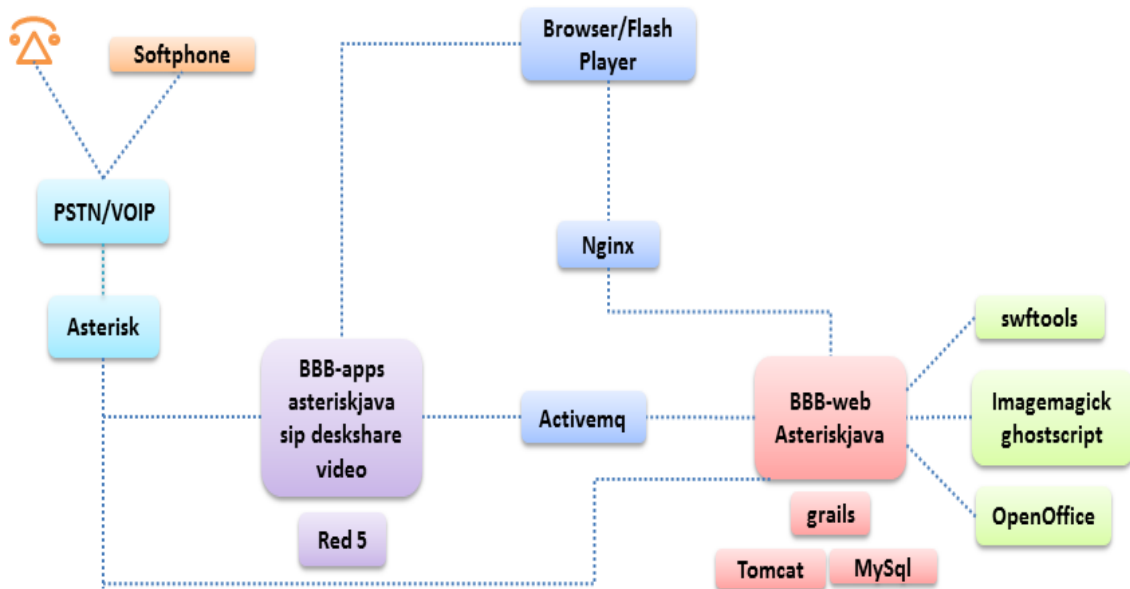 Softphone
Browser/Flash
Player
PSTN/VOIP
Nginx
Asterisk
swftools
BBB-apps
asteriskjava
sip deskshare
video
Activemq
BBB-web
Asteriskjava
Imagemagick
ghostscript
grails
OpenOffice
Red 5
Tomcat
MySql